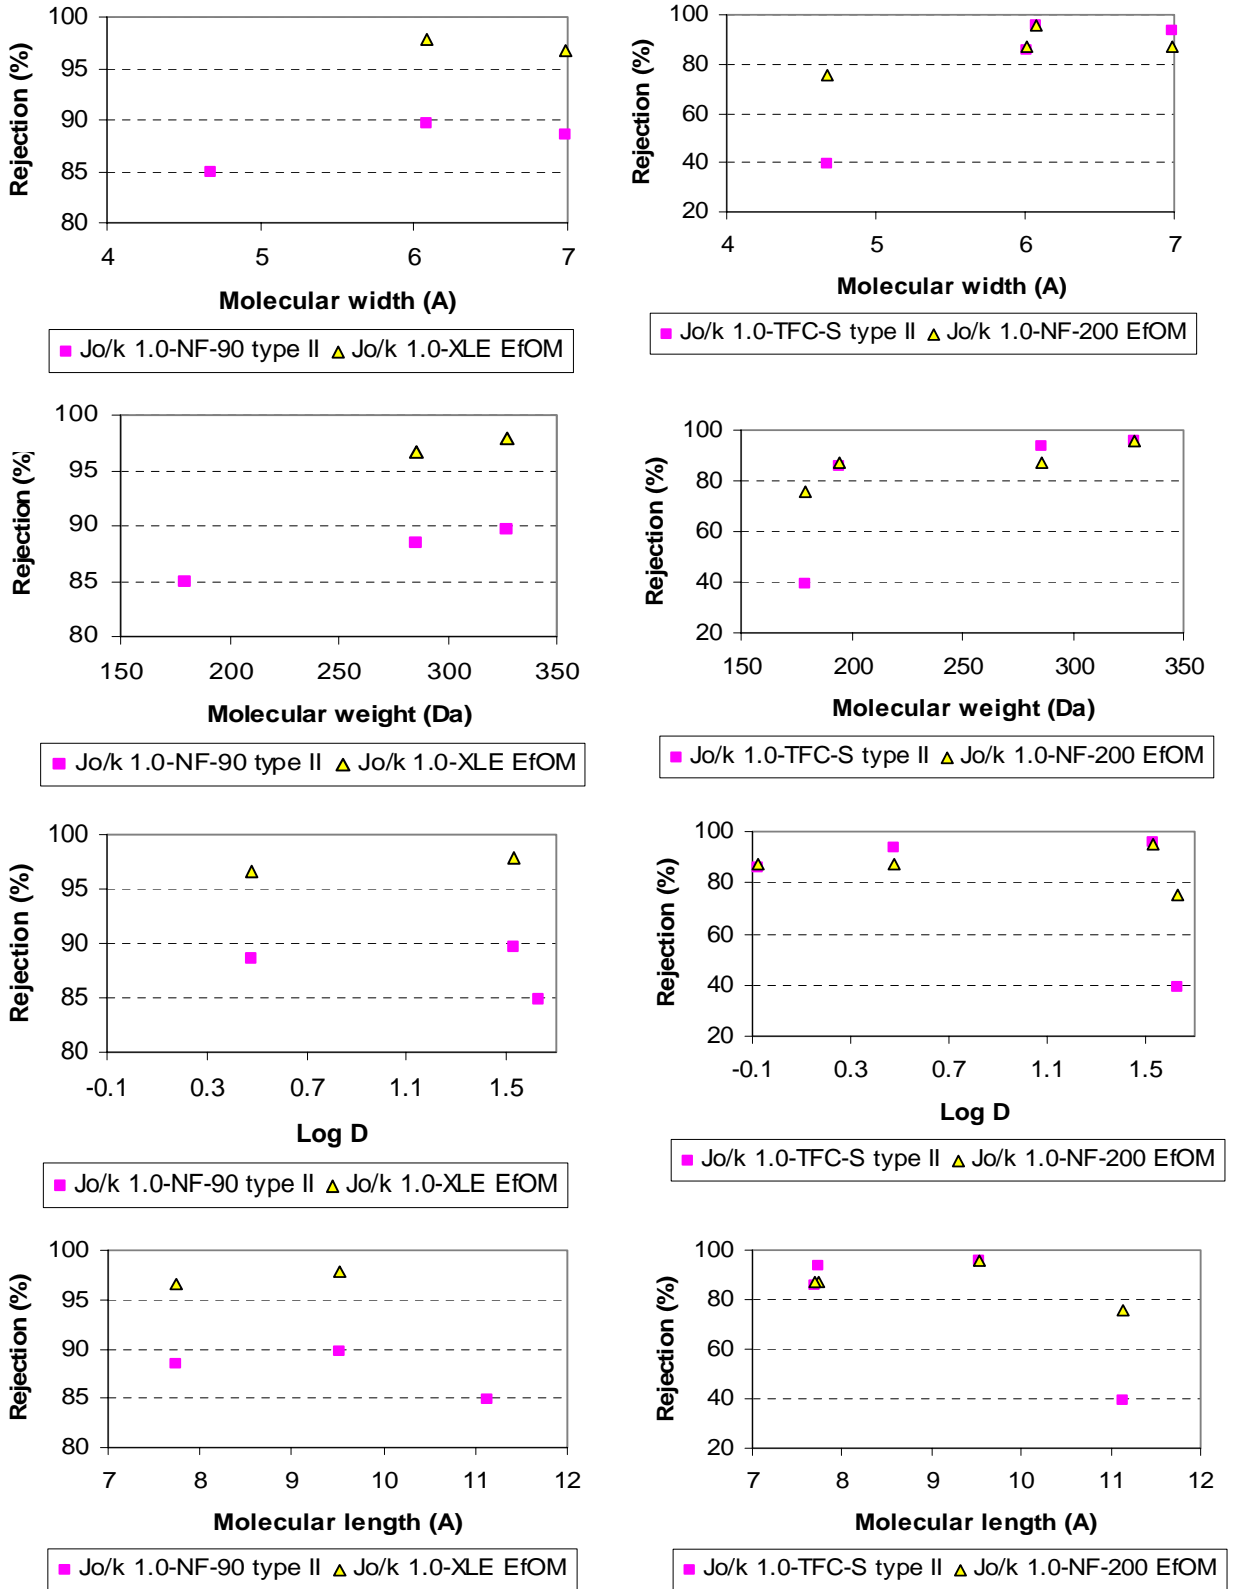 Rejection (%)
100
95
90
85
80
4 5 6 7
Molecular width (A)
Jo/k 1.0-NF-90 type II Jo/k 1.0-XLE EfOM
Rejection (%)
100
80
60
40
20
4 5 6 7
Molecular width (A)
Jo/k 1.0-TFC-S type II Jo/k 1.0-NF-200 EfOM
Rejection (%)
100
95
90
85
80
150 200 250 300 350
Molecular weight (Da)
Jo/k 1.0-NF-90 type II Jo/k 1.0-XLE EfOM
Rejection (%)
100
80
60
40
20
150 200 250 300 350
Molecular weight (Da)
Jo/k 1.0-TFC-S type II Jo/k 1.0-NF-200 EfOM
Rejection (%)
100
95
90
85
80
-0.1 0.3 0.7 1.1 1.5
Log D
Jo/k 1.0-NF-90 type II Jo/k 1.0-XLE EfOM
Rejection (%)
100
80
60
40
20
-0.1 0.3 0.7 1.1 1.5
Log D
Jo/k 1.0-TFC-S type II Jo/k 1.0-NF-200 EfOM
Rejection (%)
100
95
90
85
80
7 8 9 10 11 12
Molecular length (A)
Jo/k 1.0-NF-90 type II Jo/k 1.0-XLE EfOM
Rejection (%)
100
80
60
40
20
7 8 9 10 11 12
Molecular length (A)
Jo/k 1.0-TFC-S type II Jo/k 1.0-NF-200 EfOM